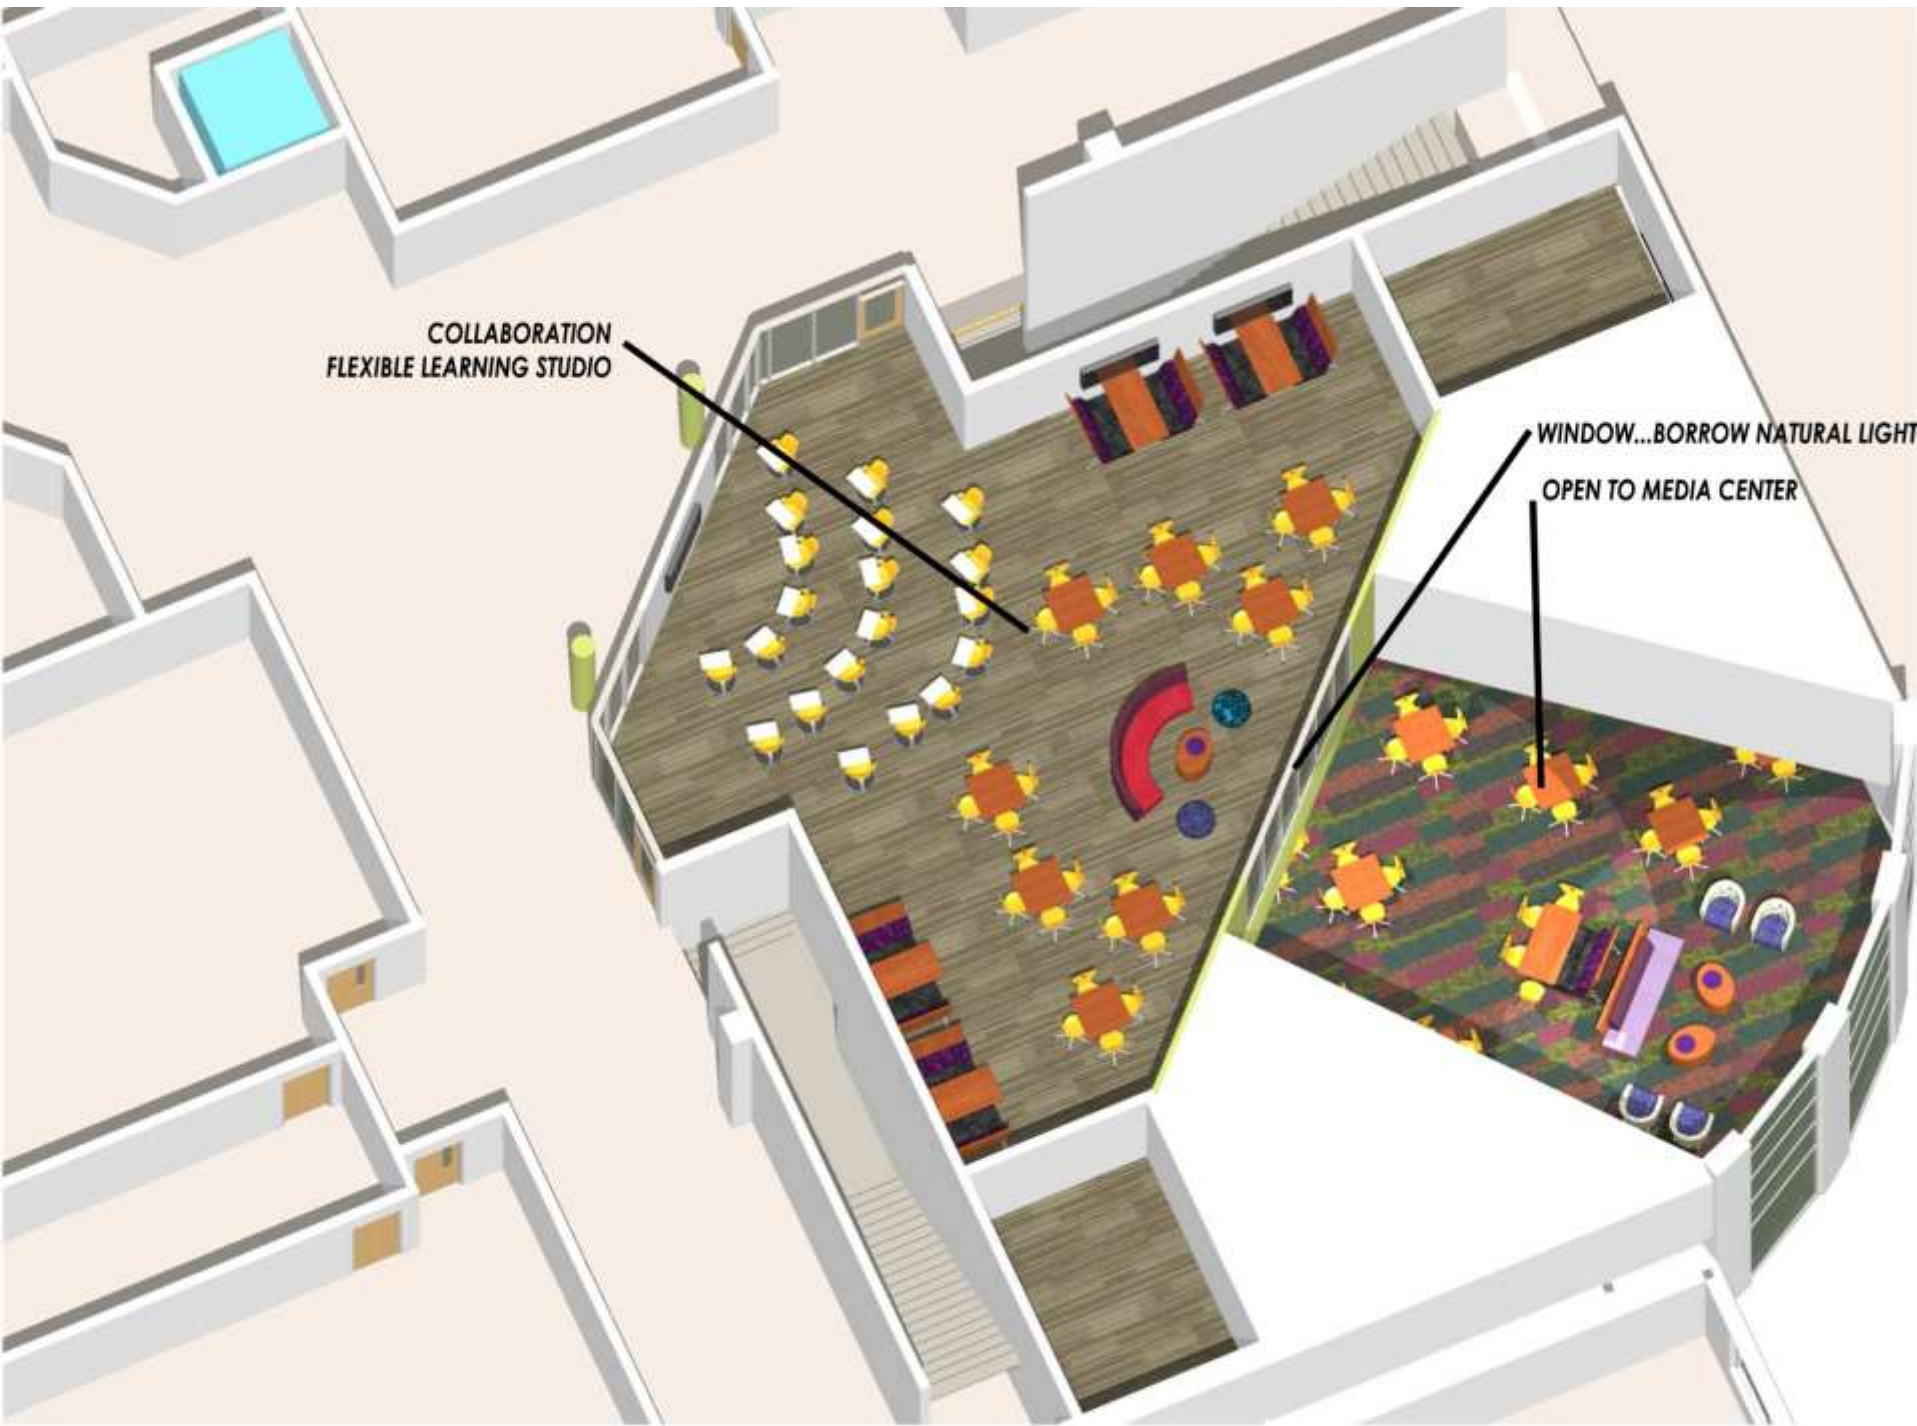 COLLABORATION
FLEXIBLE LEARNING STUDIO
WINDOW...BORROW NATURAL LIGHT
OPEN TO MEDIA CENTER